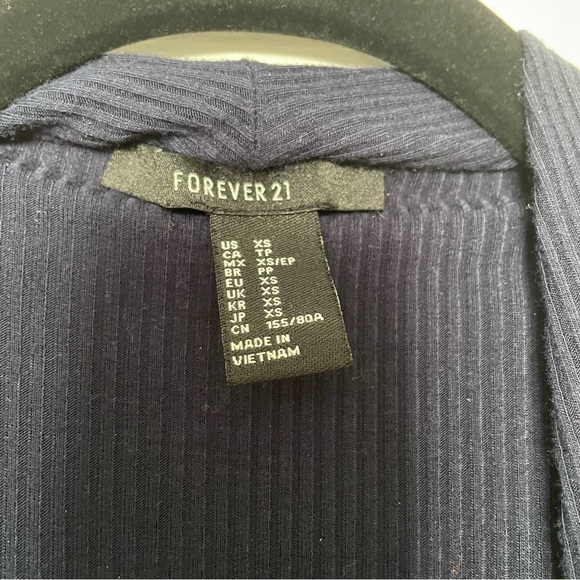 FOREVER 21
US XS
CA TP
MX XS/EP
BR PP
EU XS
UK XS
KR XS
JP XS
CN 155/80A
MADE IN
VIETNAM